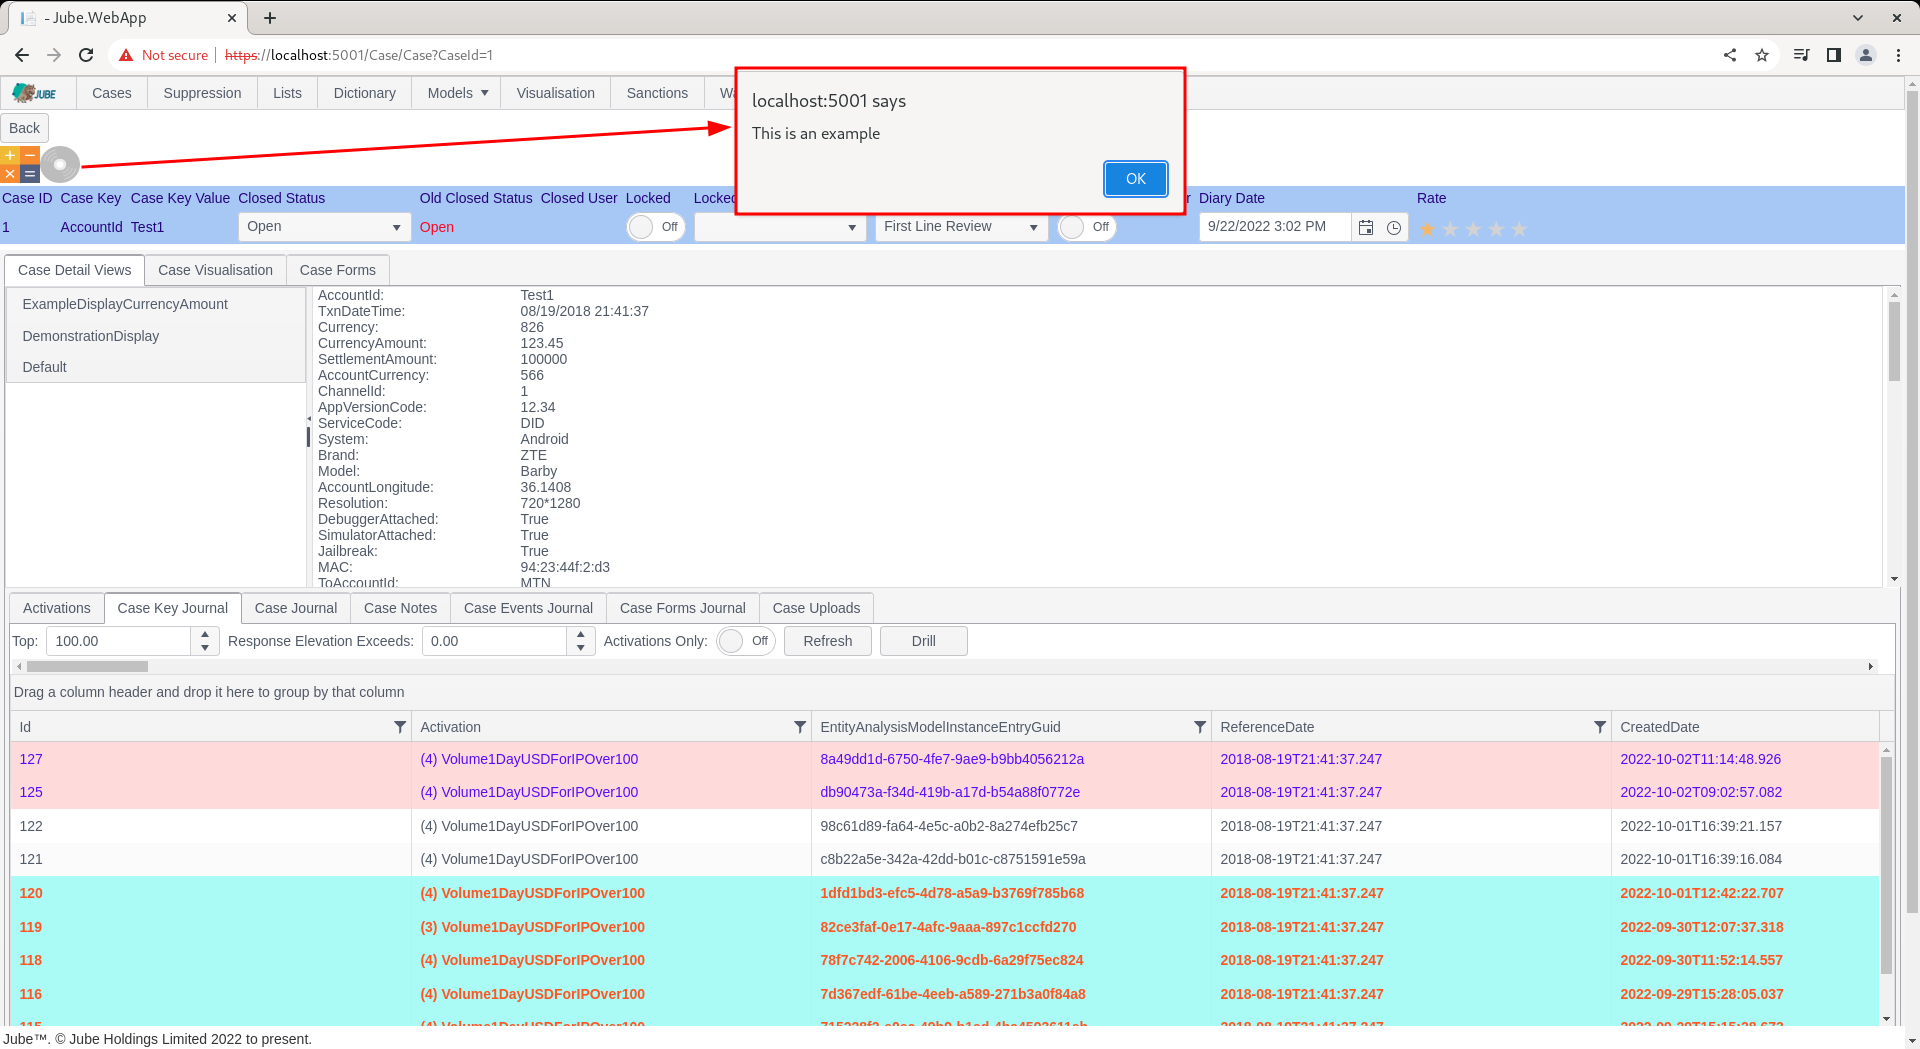 - Jube.WebApp
Not secure https://localhost:5001/Case/Case?CaseId=1
JUBE Cases Suppression Lists Dictionary Models Visualisation Sanctions
localhost:5001 says
This is an example
OK
Back
Case ID Case Key Case Key Value Closed Status Old Closed Status Closed User Locked Diary Date Rate
1 AccountId Test1 Open Open Off First Line Review Off 9/22/2022 3:02 PM
Case Detail Views Case Visualisation Case Forms
ExampleDisplayCurrencyAmount
DemonstrationDisplay
Default
AccountId: Test1
TxnDateTime: 08/19/2018 21:41:37
Currency: 826
CurrencyAmount: 123.45
SettlementAmount: 100000
AccountCurrency: 566
ChannelId: 1
AppVersionCode: 12.34
ServiceCode: DID
System: Android
Brand: ZTE
Model: Barby
AccountLongitude: 36.1408
Resolution: 720*1280
DebuggerAttached: True
SimulatorAttached: True
Jailbreak: True
MAC: 94:23:44f:2:d3
ToAccountId: MTN
Activations Case Key Journal Case Journal Case Notes Case Events Journal Case Forms Journal Case Uploads
Top: 100.00 Response Elevation Exceeds: 0.00 Activations Only: Off Refresh Drill
Drag a column header and drop it here to group by that column
Id Activation EntityAnalysisModelInstanceEntryGuid ReferenceDate CreatedDate
127 (4) Volume1DayUSDForIPOver100 8a49dd1d-6750-4fe7-9ae9-b9bb4056212a 2018-08-19T21:41:37.247 2022-10-02T11:14:48.926
125 (4) Volume1DayUSDForIPOver100 db90473a-f34d-419b-a17d-b54a88f0772e 2018-08-19T21:41:37.247 2022-10-02T09:02:57.082
122 (4) Volume1DayUSDForIPOver100 98c61d89-fa64-4e5c-a0b2-8a274efb25c7 2018-08-19T21:41:37.247 2022-10-01T16:39:21.157
121 (4) Volume1DayUSDForIPOver100 c8b22a5e-342a-42dd-b01c-c8751591e59a 2018-08-19T21:41:37.247 2022-10-01T16:39:16.084
120 (4) Volume1DayUSDForIPOver100 1dfd1bd3-efc5-4d78-a5a9-b3769f785b68 2018-08-19T21:41:37.247 2022-10-01T12:42:22.707
119 (3) Volume1DayUSDForIPOver100 82ce3faf-0e17-4afc-9aaa-897c1ccfd270 2018-08-19T21:41:37.247 2022-09-30T12:07:37.318
118 (4) Volume1DayUSDForIPOver100 78f7c742-2006-4106-9cdb-6a29f75ec824 2018-08-19T21:41:37.247 2022-09-30T11:52:14.557
116 (4) Volume1DayUSDForIPOver100 7d367edf-61be-4eeb-a589-271b3a0f84a8 2018-08-19T21:41:37.247 2022-09-29T15:28:05.037
Jube™. © Jube Holdings Limited 2022 to present.